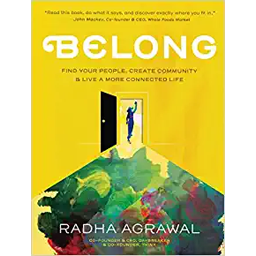 "Read this book, do what it says, and discover exactly where you fit in."
John Mackey, Co-founder & CEO, Whole Foods Market
BELONG
FIND YOUR PEOPLE, CREATE COMMUNITY
& LIVE A MORE CONNECTED LIFE
RADHA AGRAWAL
CO-FOUNDER & CEO, DAYBREAKER
& CO-FOUNDER, THINX